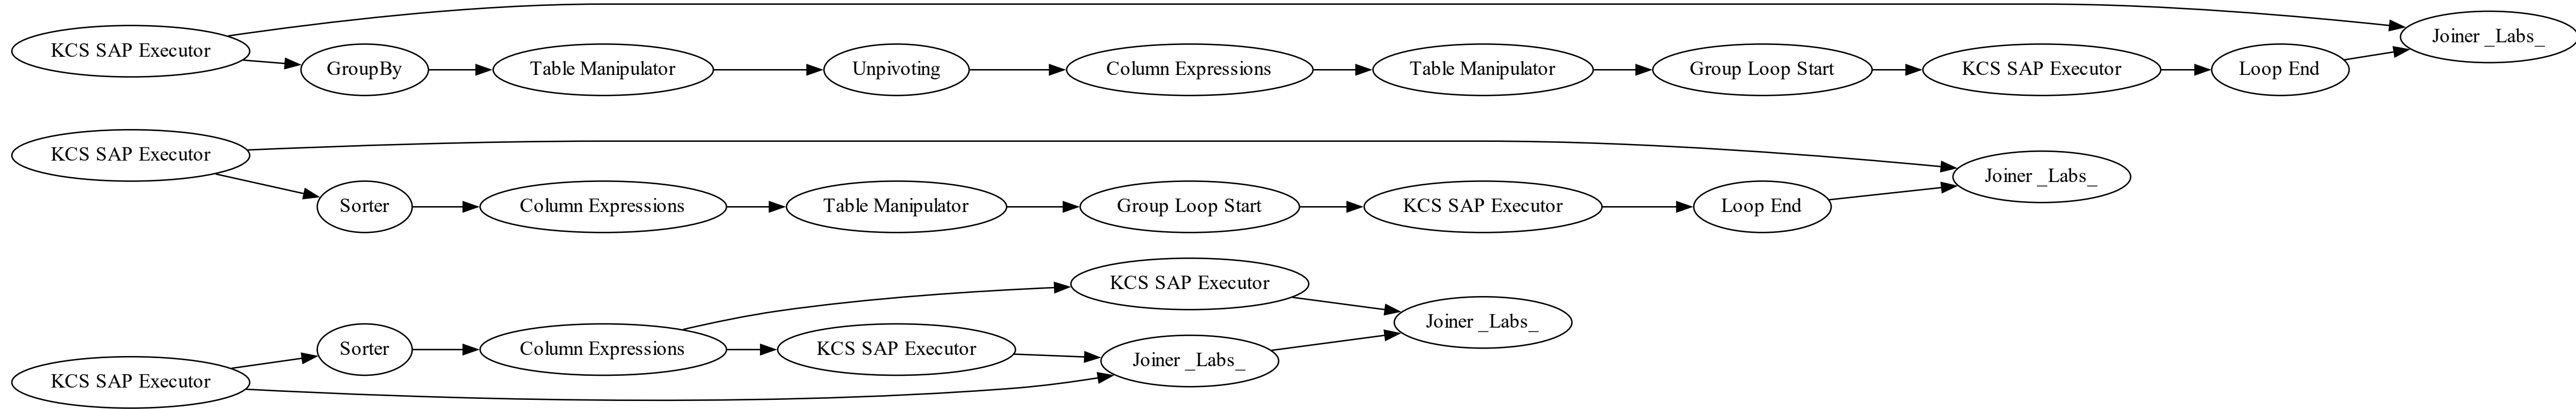 KCS SAP Executor
GroupBy
Table Manipulator
Unpivoting
Column Expressions
Table Manipulator
Group Loop Start
KCS SAP Executor
Loop End
Joiner _Labs_
KCS SAP Executor
Sorter
Column Expressions
Table Manipulator
Group Loop Start
KCS SAP Executor
Loop End
Joiner _Labs_
KCS SAP Executor
Sorter
Column Expressions
KCS SAP Executor
KCS SAP Executor
Joiner _Labs_
Joiner _Labs_